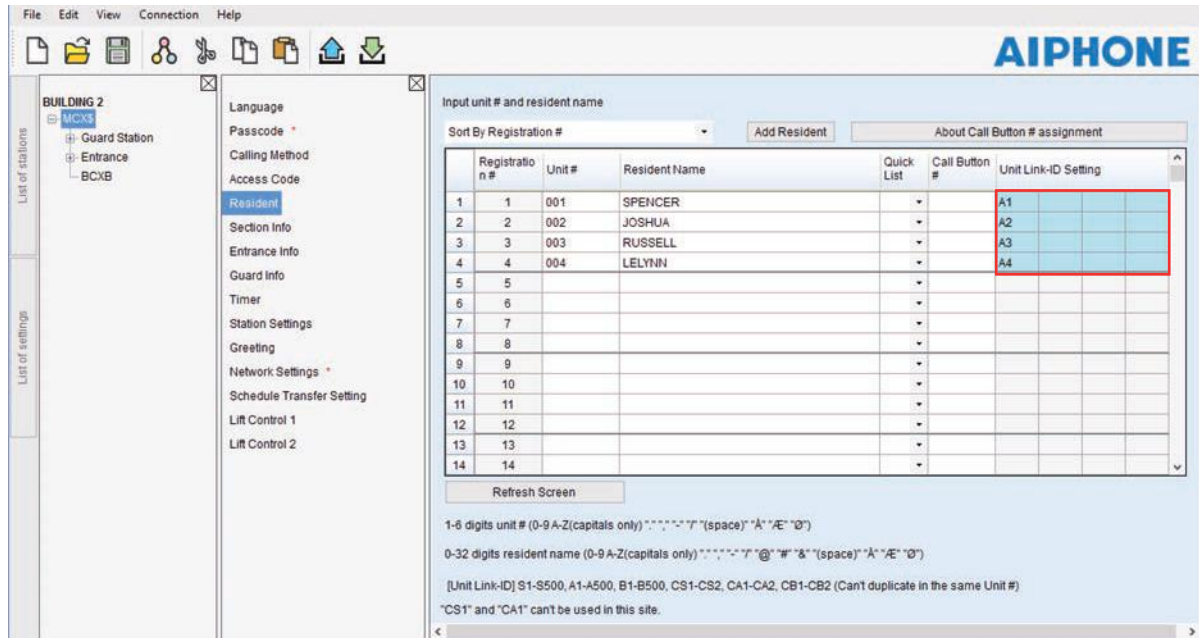 File Edit View Connection Help
AIPHONE
List of stations
List of settings
BUILDING 2
MCX$
Guard Station
Entrance
BCXB
Language
Passcode *
Calling Method
Access Code
Resident
Section Info
Entrance Info
Guard Info
Timer
Station Settings
Greeting
Network Settings *
Schedule Transfer Setting
Lift Control 1
Lift Control 2
Input unit # and resident name
Sort By Registration # Add Resident About Call Button # assignment
Registratio n # Unit # Resident Name Quick List Call Button # Unit Link-ID Setting
1 1 001 SPENCER A1
2 2 002 JOSHUA A2
3 3 003 RUSSELL A3
4 4 004 LELYNN A4
5 5
6 6
7 7
8 8
9 9
10 10
11 11
12 12
13 13
14 14
Refresh Screen
1-6 digits unit # (0-9 A-Z(capitals only) "." "," "-" "/" "(space)" "Å" "Æ" "Ø")
0-32 digits resident name (0-9 A-Z(capitals only) "." "," "-" "/" "@" "#" "&" "(space)" "Å" "Æ" "Ø")
[Unit Link-ID] S1-S500, A1-A500, B1-B500, CS1-CS2, CA1-CA2, CB1-CB2 (Can't duplicate in the same Unit #)
"CS1" and "CA1" can't be used in this site.